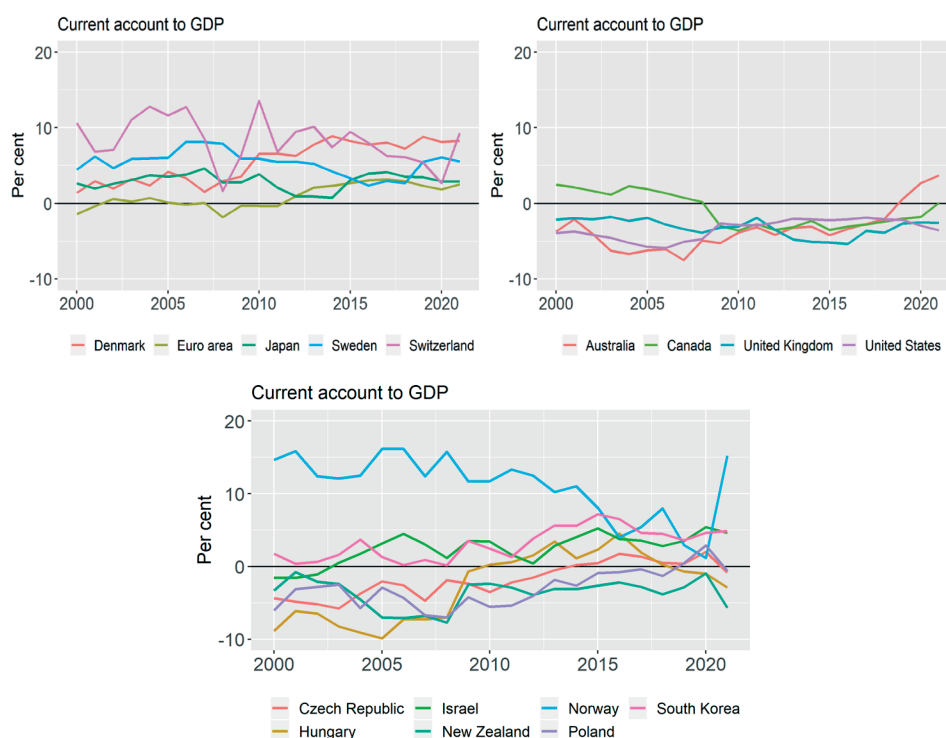 Current account to GDP
20
10
0
-10
Per cent
2000 2005 2010 2015 2020
Denmark Euro area Japan Sweden Switzerland
Current account to GDP
20
10
0
-10
Per cent
2000 2005 2010 2015 2020
Australia Canada United Kingdom United States
Current account to GDP
20
10
0
-10
Per cent
2000 2005 2010 2015 2020
Czech Republic Israel Norway South Korea
Hungary New Zealand Poland